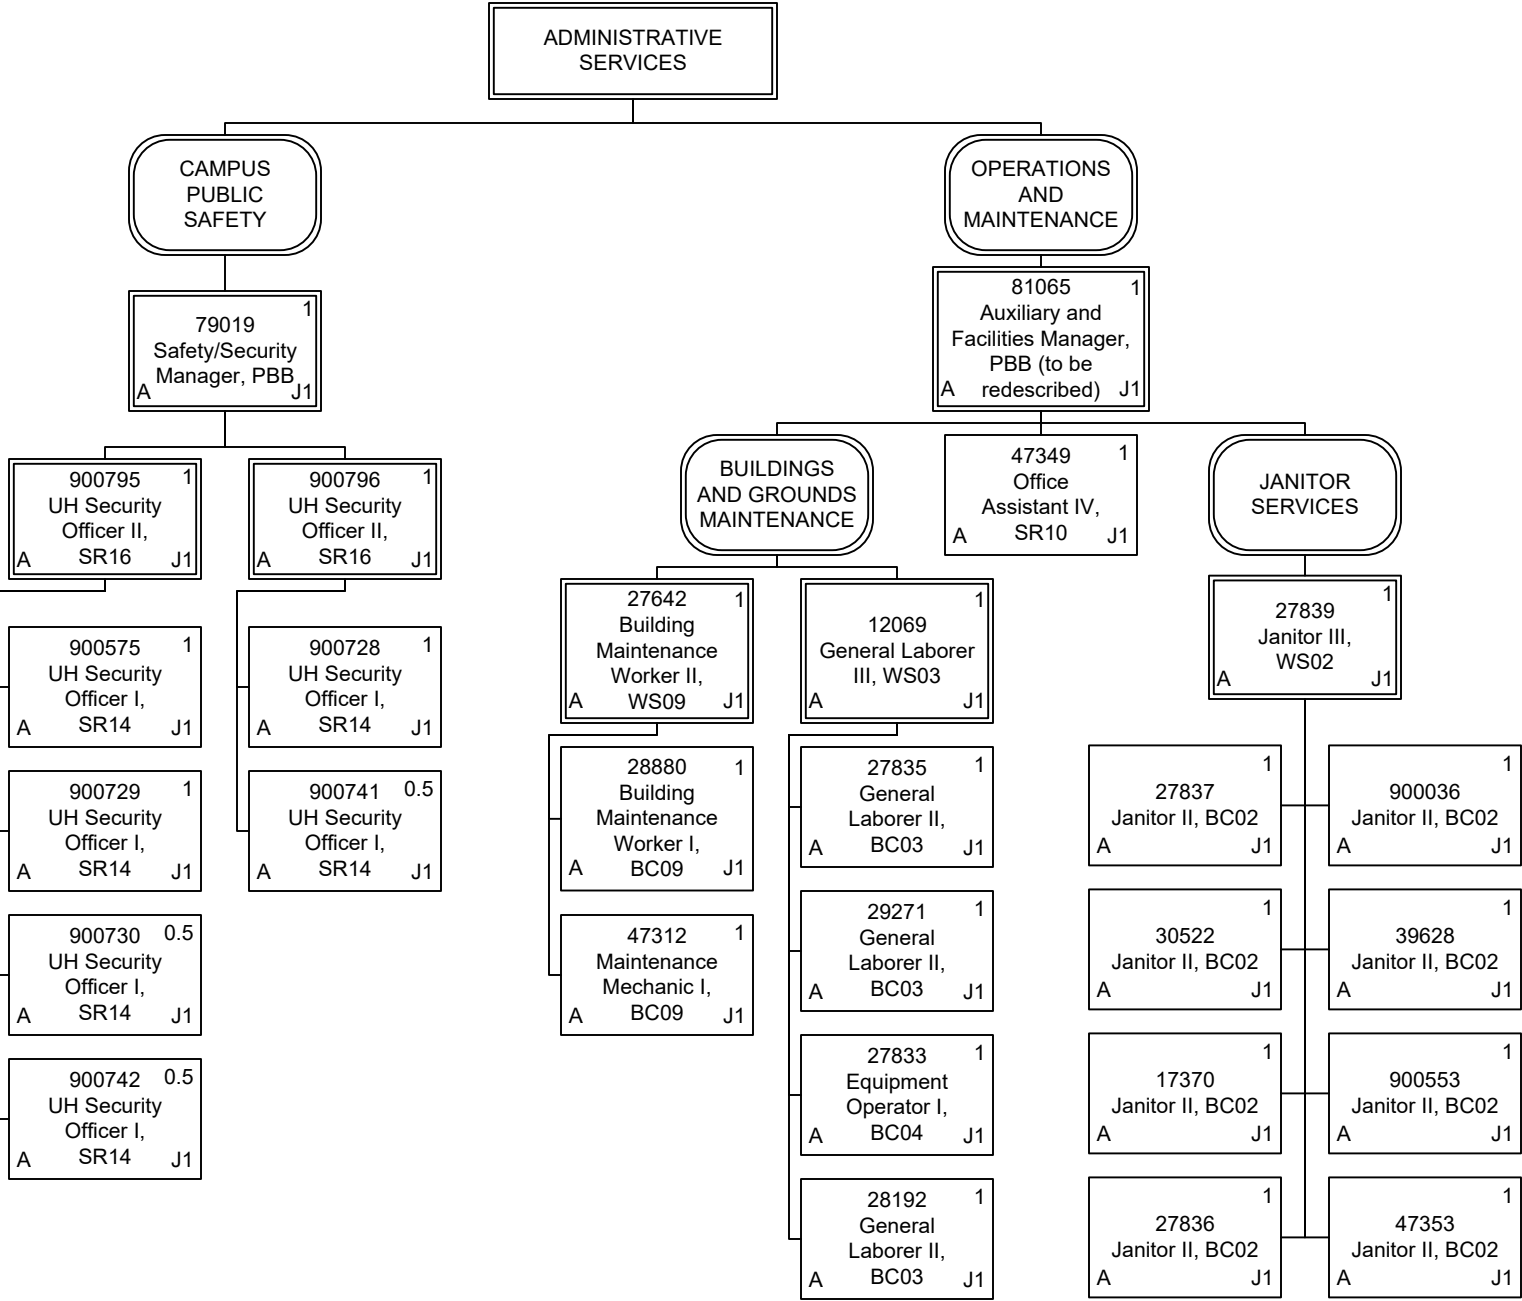 ADMINISTRATIVE
SERVICES
CAMPUS
PUBLIC
SAFETY
1
79019
Safety/Security
Manager, PBB
A
J1
900795
1
UH Security
Officer II,
SR16
A
J1
900796
1
UH Security
Officer II,
SR16
A
J1
900575
1
UH Security
Officer I,
SR14
A
J1
900729
1
UH Security
Officer I,
SR14
A
J1
900730
0.5
UH Security
Officer I,
SR14
A
J1
900742
0.5
UH Security
Officer I,
SR14
A
J1
900728
1
UH Security
Officer I,
SR14
A
J1
900741
0.5
UH Security
Officer I,
SR14
A
J1
OPERATIONS
AND
MAINTENANCE
81065
1
Auxiliary and
Facilities Manager,
PBB (to be
redescribed)
A
J1
BUILDINGS
AND GROUNDS
MAINTENANCE
27642
1
Building
Maintenance
Worker II,
WS09
A
J1
28880
1
Building
Maintenance
Worker I,
BC09
A
J1
47312
1
Maintenance
Mechanic I,
BC09
A
J1
1
12069
General Laborer
III, WS03
A
J1
27835
1
General
Laborer II,
BC03
A
J1
29271
1
General
Laborer II,
BC03
A
J1
27833
1
Equipment
Operator I,
BC04
A
J1
28192
1
General
Laborer II,
BC03
A
J1
47349
1
Office
Assistant IV,
SR10
A
J1
JANITOR
SERVICES
1
27839
Janitor III,
WS02
A
J1
1
27837
Janitor II, BC02
A
J1
1
900036
Janitor II, BC02
A
J1
1
30522
Janitor II, BC02
A
J1
1
39628
Janitor II, BC02
A
J1
1
17370
Janitor II, BC02
A
J1
1
900553
Janitor II, BC02
A
J1
1
27836
Janitor II, BC02
A
J1
1
47353
Janitor II, BC02
A
J1